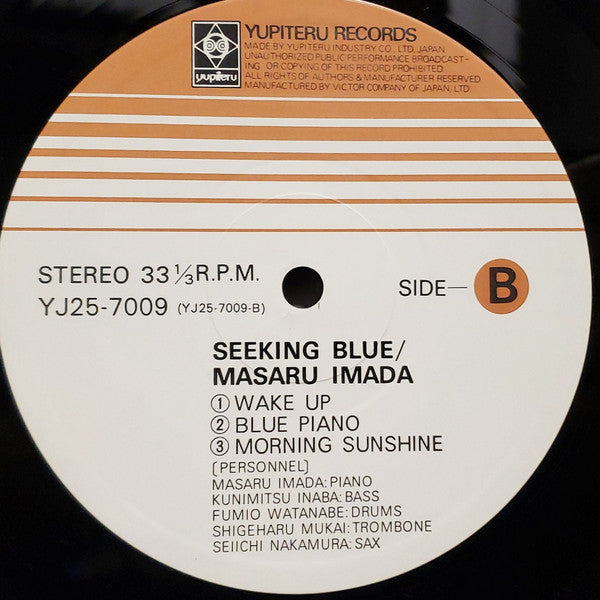 YUPITERU RECORDS
yupiteru
MADE BY YUPITERU INDUSTRY CO., LTD. JAPAN
UNAUTHORIZED PUBLIC PERFORMANCE BROADCAST-
ING OR COPYING OF THIS RECORD PROHIBITED.
ALL RIGHTS OF AUTHORS & MANUFACTURER RESERVED
MANUFACTURED BY VICTOR COMPANY OF JAPAN, LTD.
STEREO 33 ⅓ R.P.M.
YJ25-7009 (YJ25-7009-B)
SIDE— B
SEEKING BLUE/
MASARU IMADA
① WAKE UP
② BLUE PIANO
③ MORNING SUNSHINE
[PERSONNEL]
MASARU IMADA: PIANO
KUNIMITSU INABA: BASS
FUMIO WATANABE: DRUMS
SHIGEHARU MUKAI: TROMBONE
SEIICHI NAKAMURA: SAX